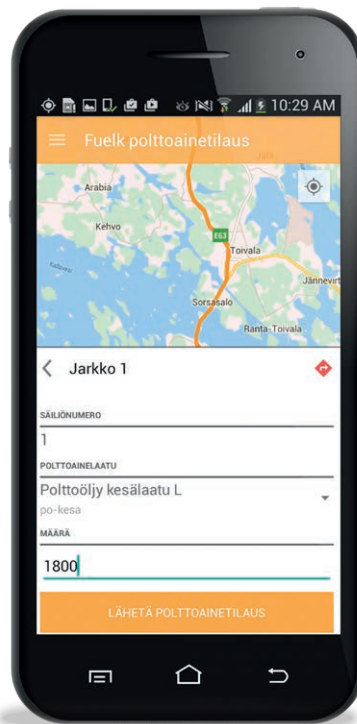 10:29 AM
Fuelk polttoainetilaus
Arabia
Kehvo
E63
Toivala
Kallavesi
Jännevirt
Sorsasalo
Ranta-Toivala
Jarkko 1
SÄILIÖNUMERO
1
POLTTOAINELAATU
Polttoöljy kesälaatu L
po-kesa
MÄÄRÄ
1800
LÄHETÄ POLTTOAINETILAUS